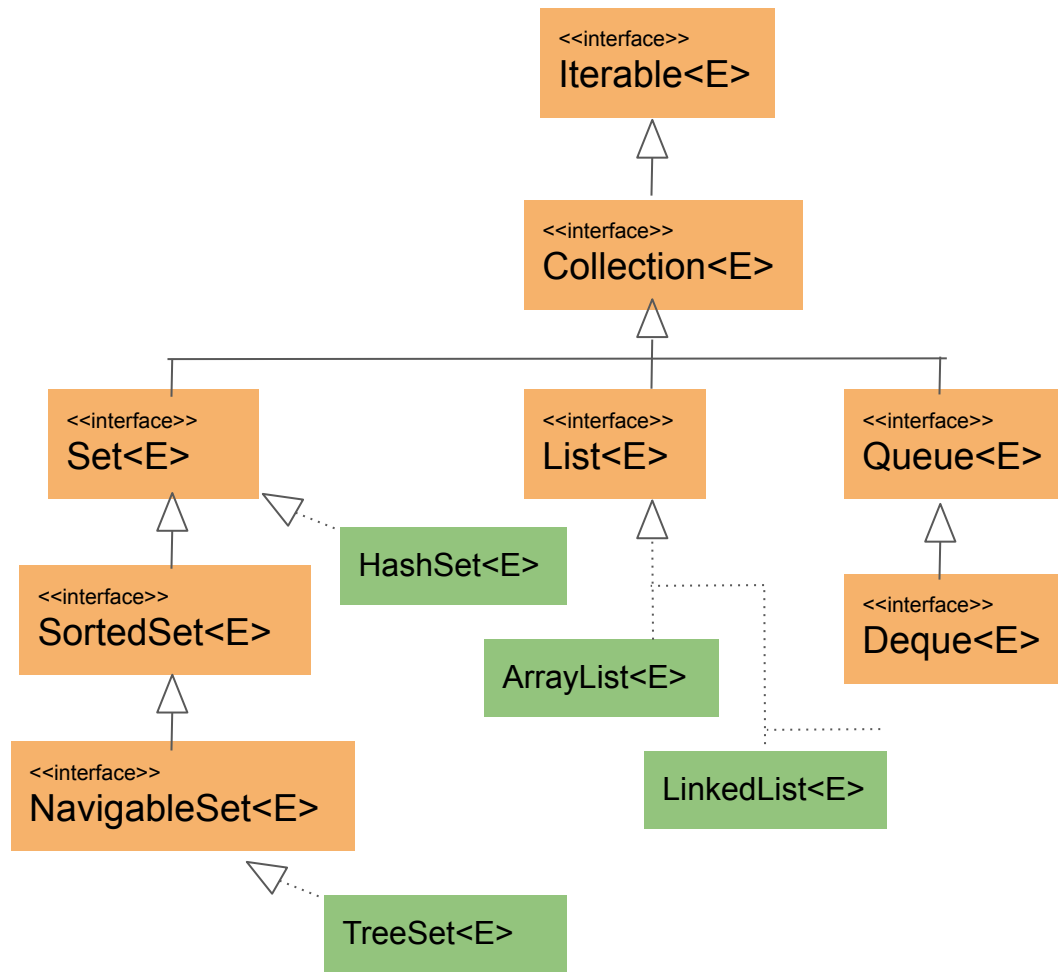 <<interface>>
Iterable<E>
<<interface>>
Collection<E>
<<interface>>
Set<E>
<<interface>>
List<E>
<<interface>>
Queue<E>
HashSet<E>
<<interface>>
SortedSet<E>
<<interface>>
Deque<E>
ArrayList<E>
<<interface>>
NavigableSet<E>
LinkedList<E>
TreeSet<E>